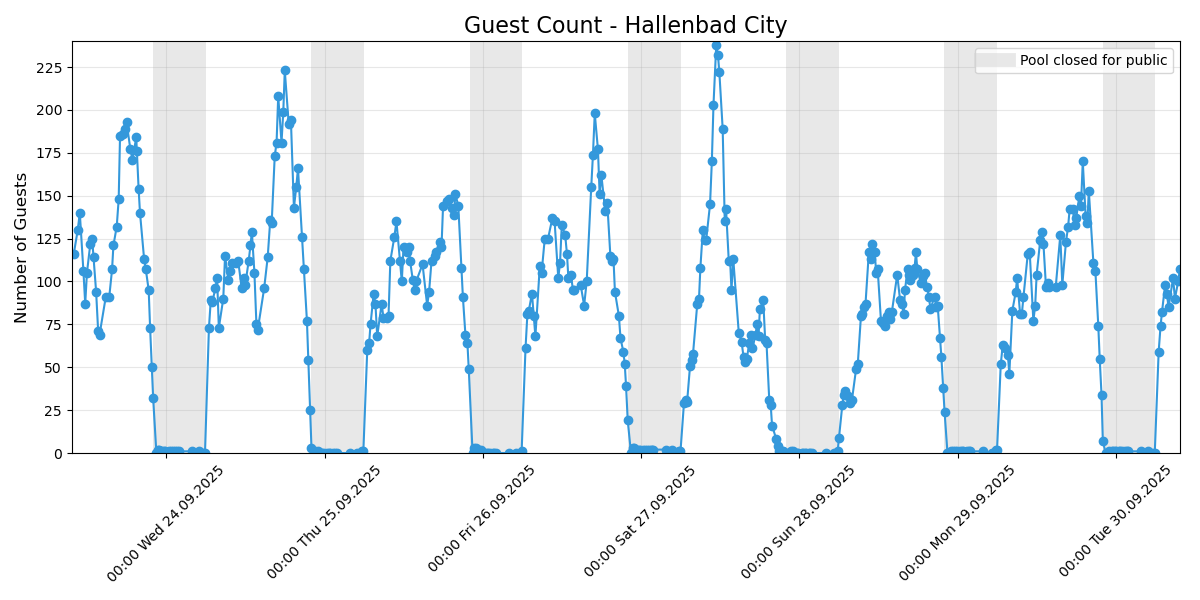 Guest Count - Hallenbad City
Pool closed for public
Number of Guests
225
200
175
150
125
100
75
50
25
0
00:00 Wed 24.09.2025
00:00 Thu 25.09.2025
00:00 Fri 26.09.2025
00:00 Sat 27.09.2025
00:00 Sun 28.09.2025
00:00 Mon 29.09.2025
00:00 Tue 30.09.2025